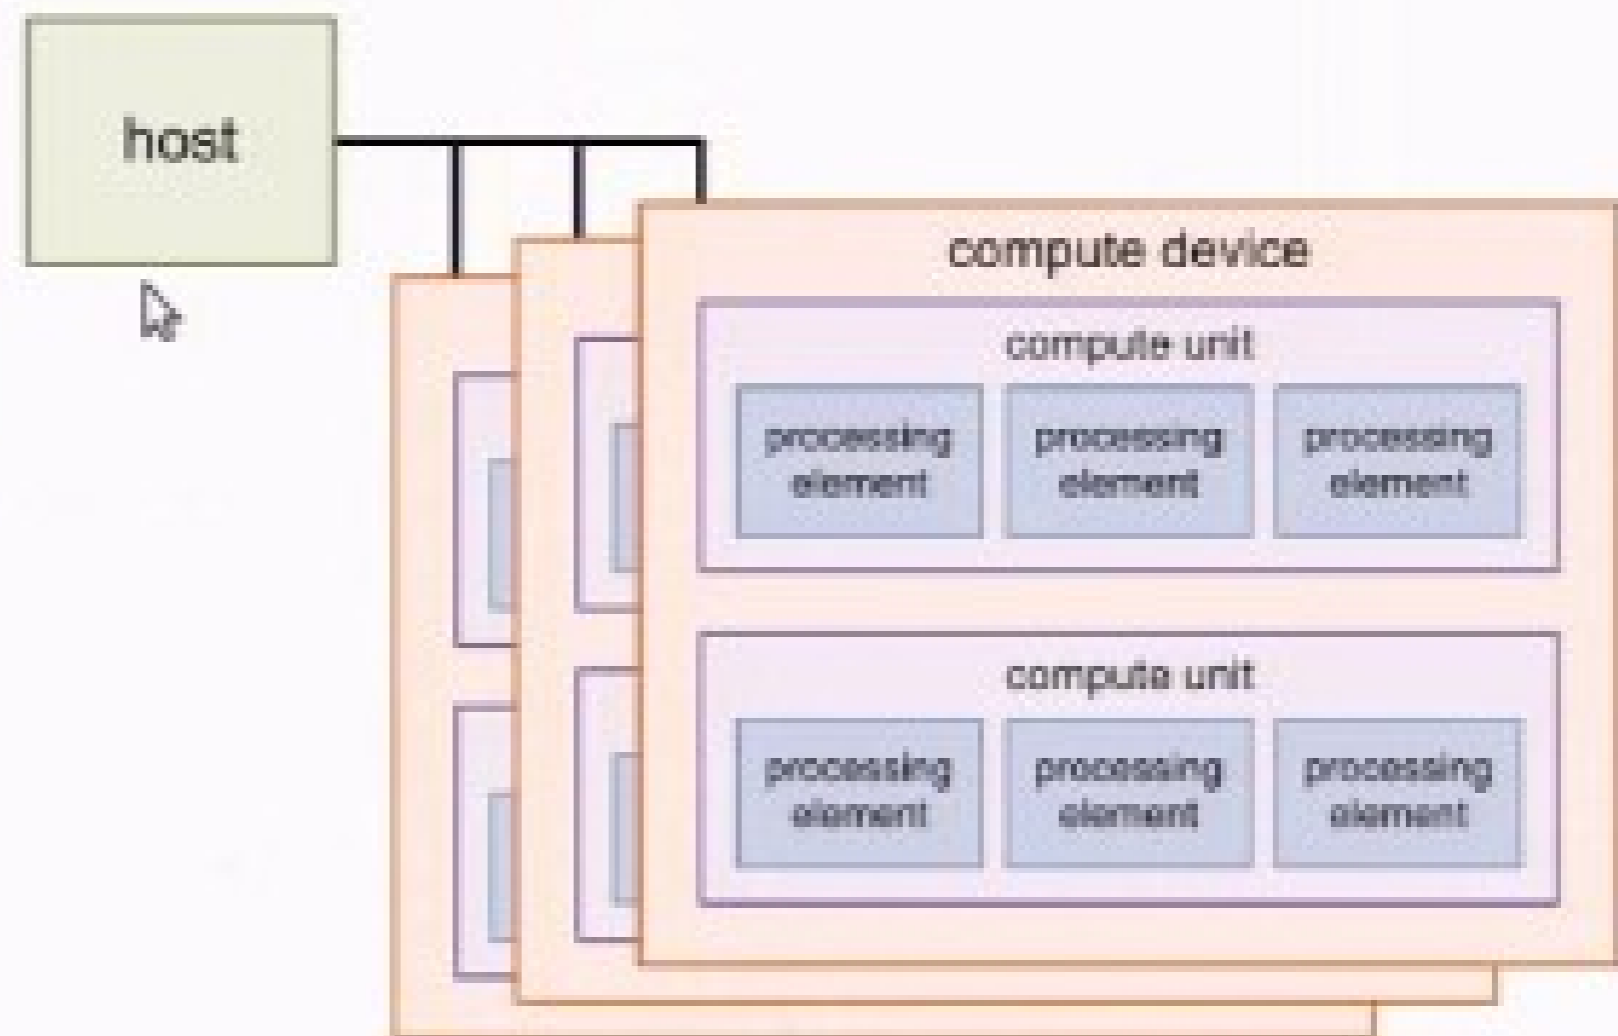 host
compute device
compute unit
processing processing processing
element element element
compute unit
processing processing processing
element element element